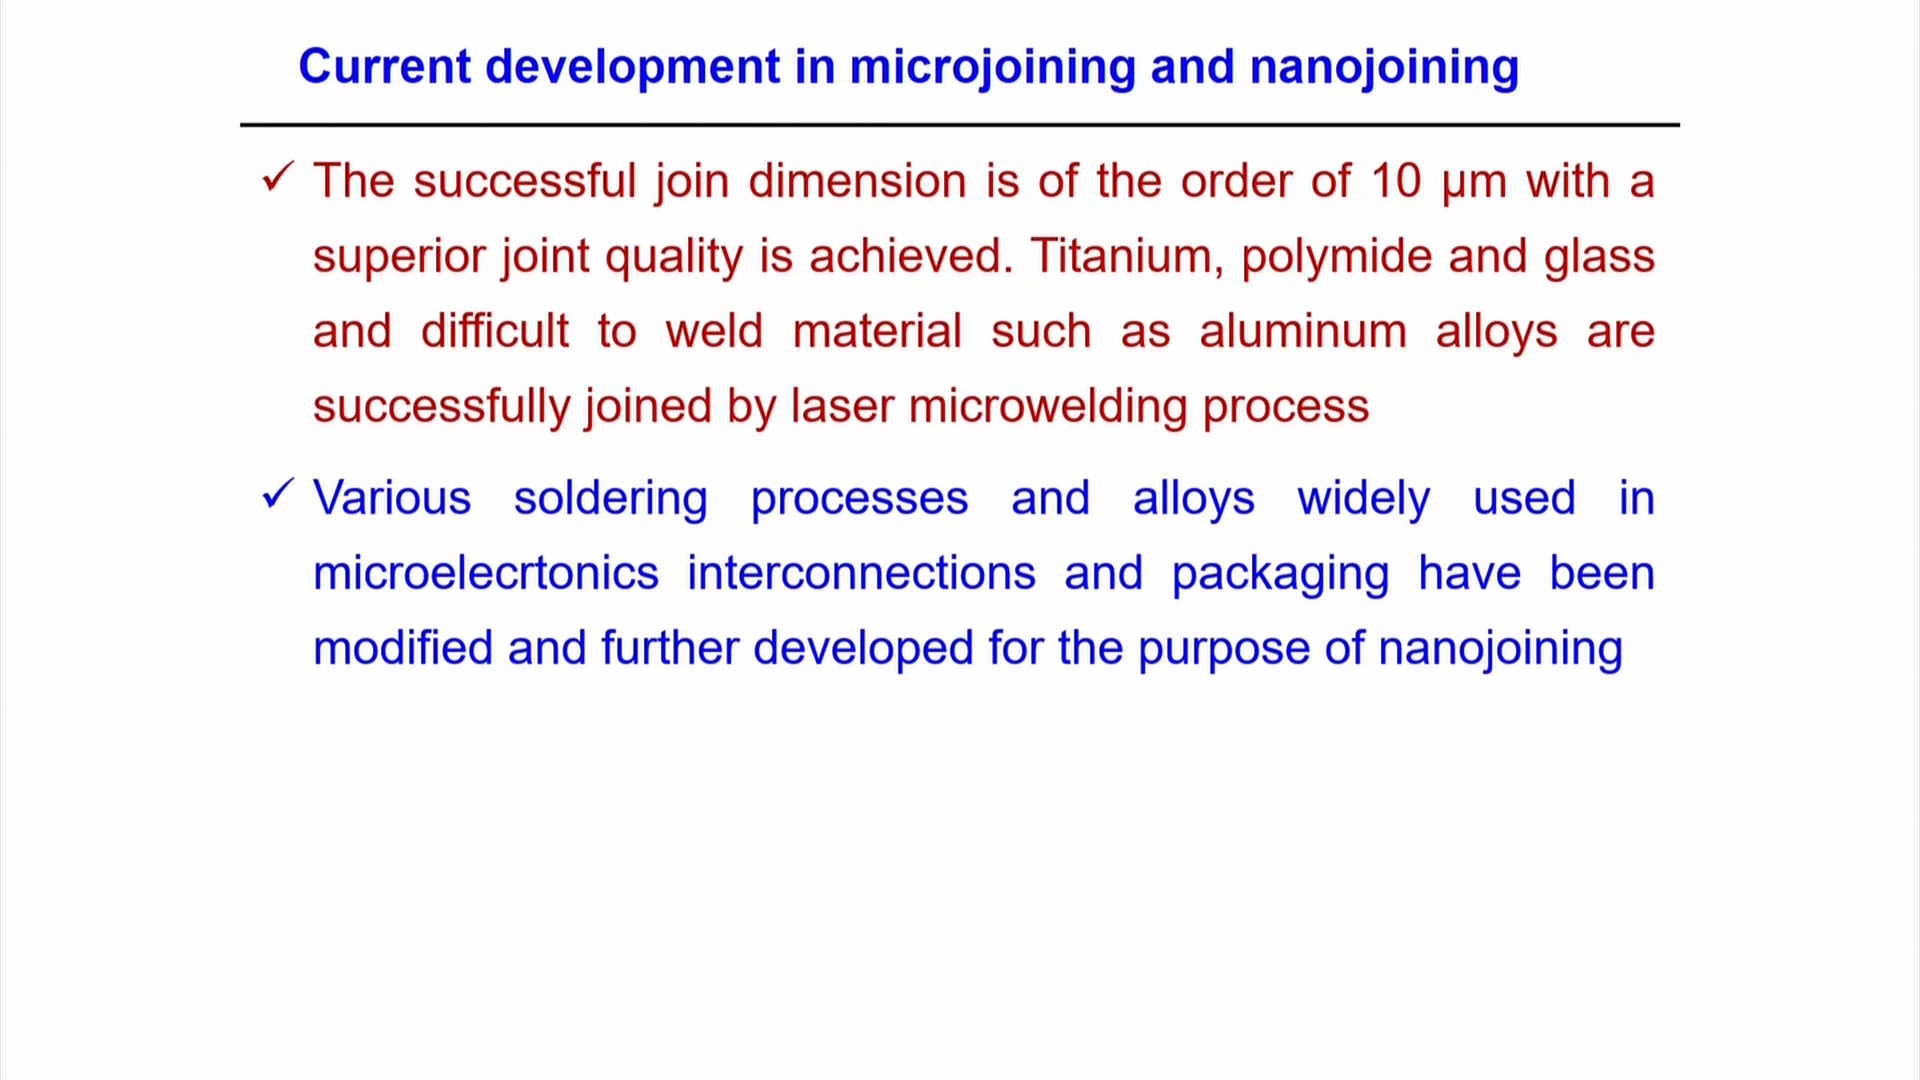 Current development in microjoining and nanojoining
✓ The successful join dimension is of the order of 10 μm with a
superior joint quality is achieved. Titanium, polymide and glass
and difficult to weld material such as aluminum alloys are
successfully joined by laser microwelding process
✓ Various soldering processes and alloys widely used in
microelecrtonics interconnections and packaging have been
modified and further developed for the purpose of nanojoining